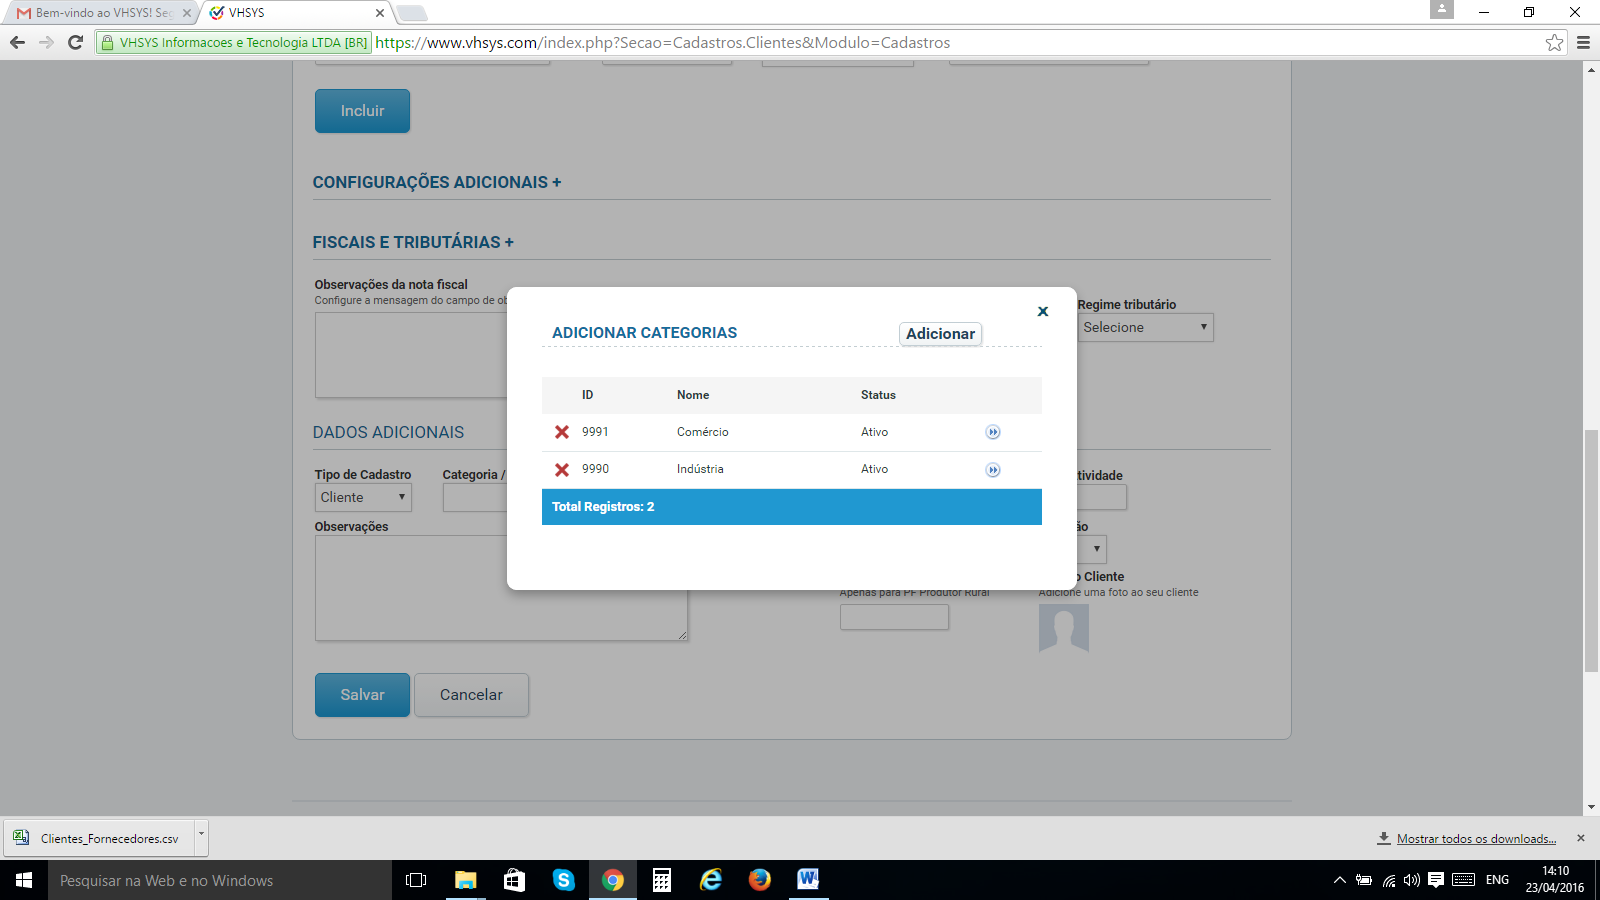 Bem-vindo ao VHSYS! Seg
VHSYS
VHSYS Informacoes e Tecnologia LTDA [BR]
https://www.vhsys.com/index.php?Secao=Cadastros.Clientes&Modulo=Cadastros
Incluir
CONFIGURAÇÕES ADICIONAIS +
FISCAIS E TRIBUTÁRIAS +
Observações da nota fiscal
Configure a mensagem do campo de ob
Regime tributário
Selecione
ADICIONAR CATEGORIAS
Adicionar
ID Nome Status
9991 Comércio Ativo
9990 Indústria Ativo
Total Registros: 2
DADOS ADICIONAIS
Tipo de Cadastro Categoria / tividade
Cliente
Observações ão
o Cliente
Apenas para PF Produtor Rural Adicione uma foto ao seu cliente
Salvar Cancelar
Clientes_Fornecedores.csv
Mostrar todos os downloads...
Pesquisar na Web e no Windows
ENG
14:10
23/04/2016